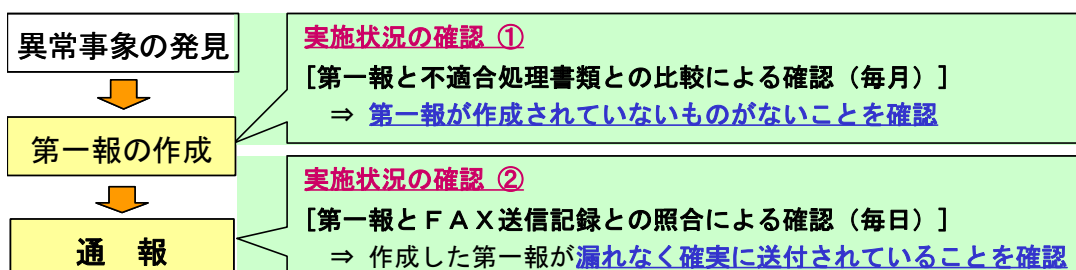 異常事象の発見
第一報の作成
通　報
実施状況の確認 ①
［第一報と不適合処理書類との比較による確認（毎月）］
⇒ 第一報が作成されていないものがないことを確認
実施状況の確認 ②
［第一報とＦＡＸ送信記録との照合による確認（毎日）］
⇒ 作成した第一報が漏れなく確実に送付されていることを確認